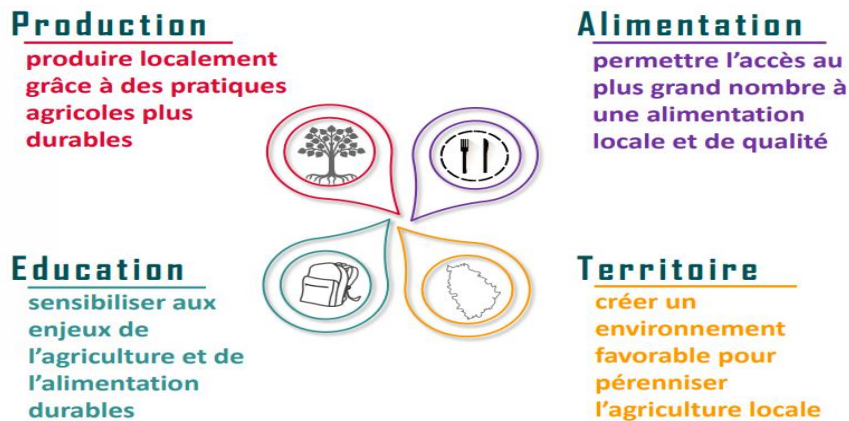 Production
produire localement
grâce à des pratiques
agricoles plus
durables
Alimentation
permettre l’accès au
plus grand nombre à
une alimentation
locale et de qualité
Education
sensibiliser aux
enjeux de
l’agriculture et de
l’alimentation
durables
Territoire
créer un
environnement
favorable pour
pérenniser
l’agriculture locale